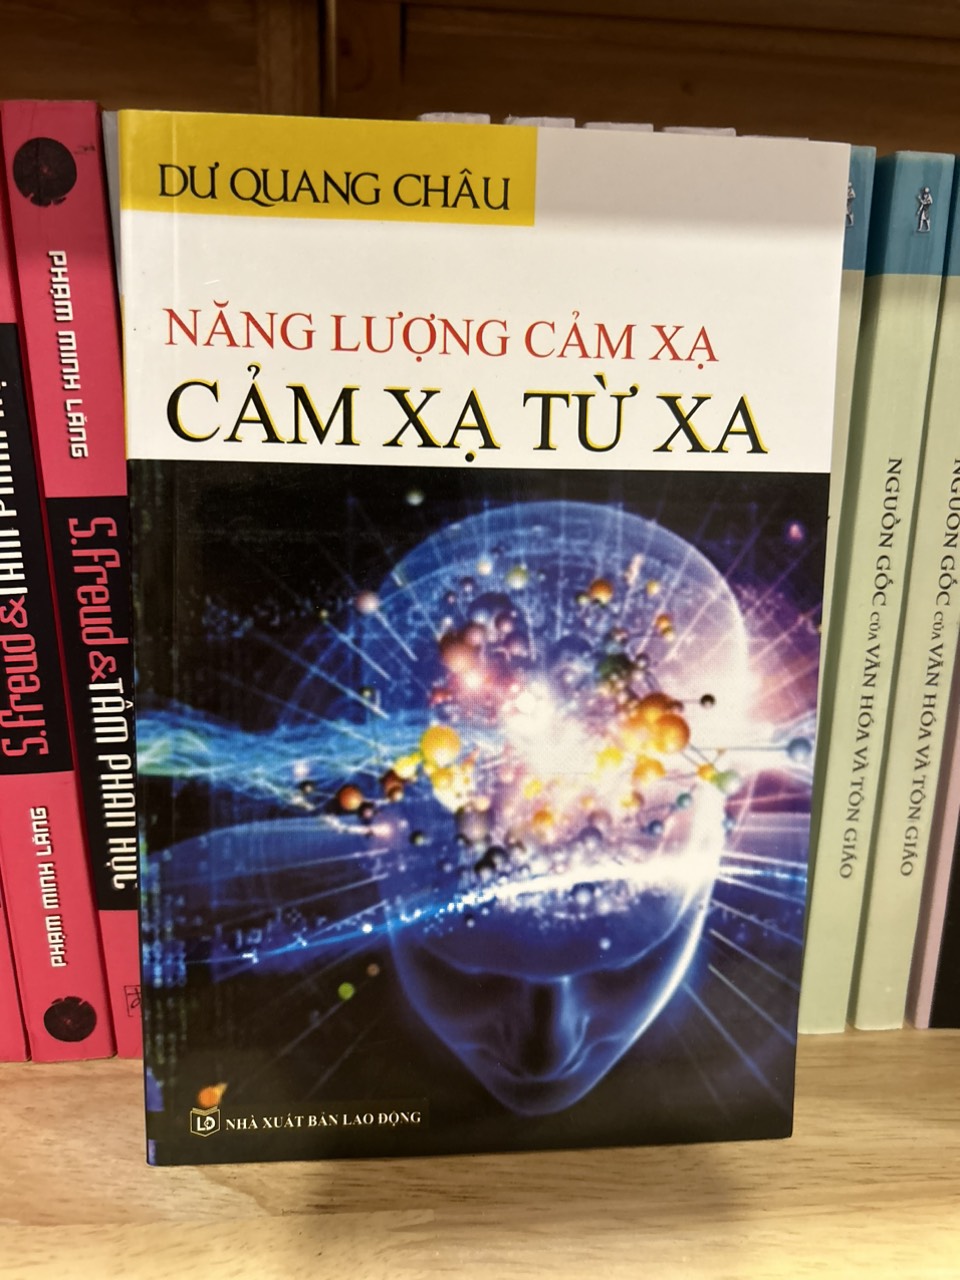 DƯ QUANG CHÂU
NĂNG LƯỢNG CẢM XẠ
CẢM XẠ TỪ XA
LĐ NHÀ XUẤT BẢN LAO ĐỘNG
PHẠM MINH LĂNG
S.freud & TÂM PHÂN HỌC
PHẠM MINH LĂNG
S.freud &
NGUỒN GỐC CỦA VĂN HÓA VÀ TÔN GIÁO
NGUỒN GỐC CỦA VĂN HÓA VÀ TÔN GIÁO